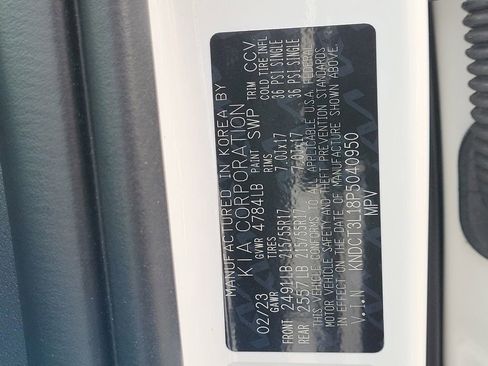 MANUFACTURED IN KOREA BY
KIA CORPORATION
02/23 GVWR 4784LB PAINT SWP TRIM CCV
GAWR TIRES RIMS COLD TIRE INFL
FRONT 2491LB 215/55R17 7.0JX17 36 PSI SINGLE
REAR 2557LB 215/55R17 7.0JX17 36 PSI SINGLE
THIS VEHICLE CONFORMS TO ALL APPLICABLE U.S.A. FEDERAL
MOTOR VEHICLE SAFETY AND THEFT PREVENTION STANDARDS
IN EFFECT ON THE DATE OF MANUFACTURE SHOWN ABOVE.
V.I.N KNDCT3L18P5040950
MPV